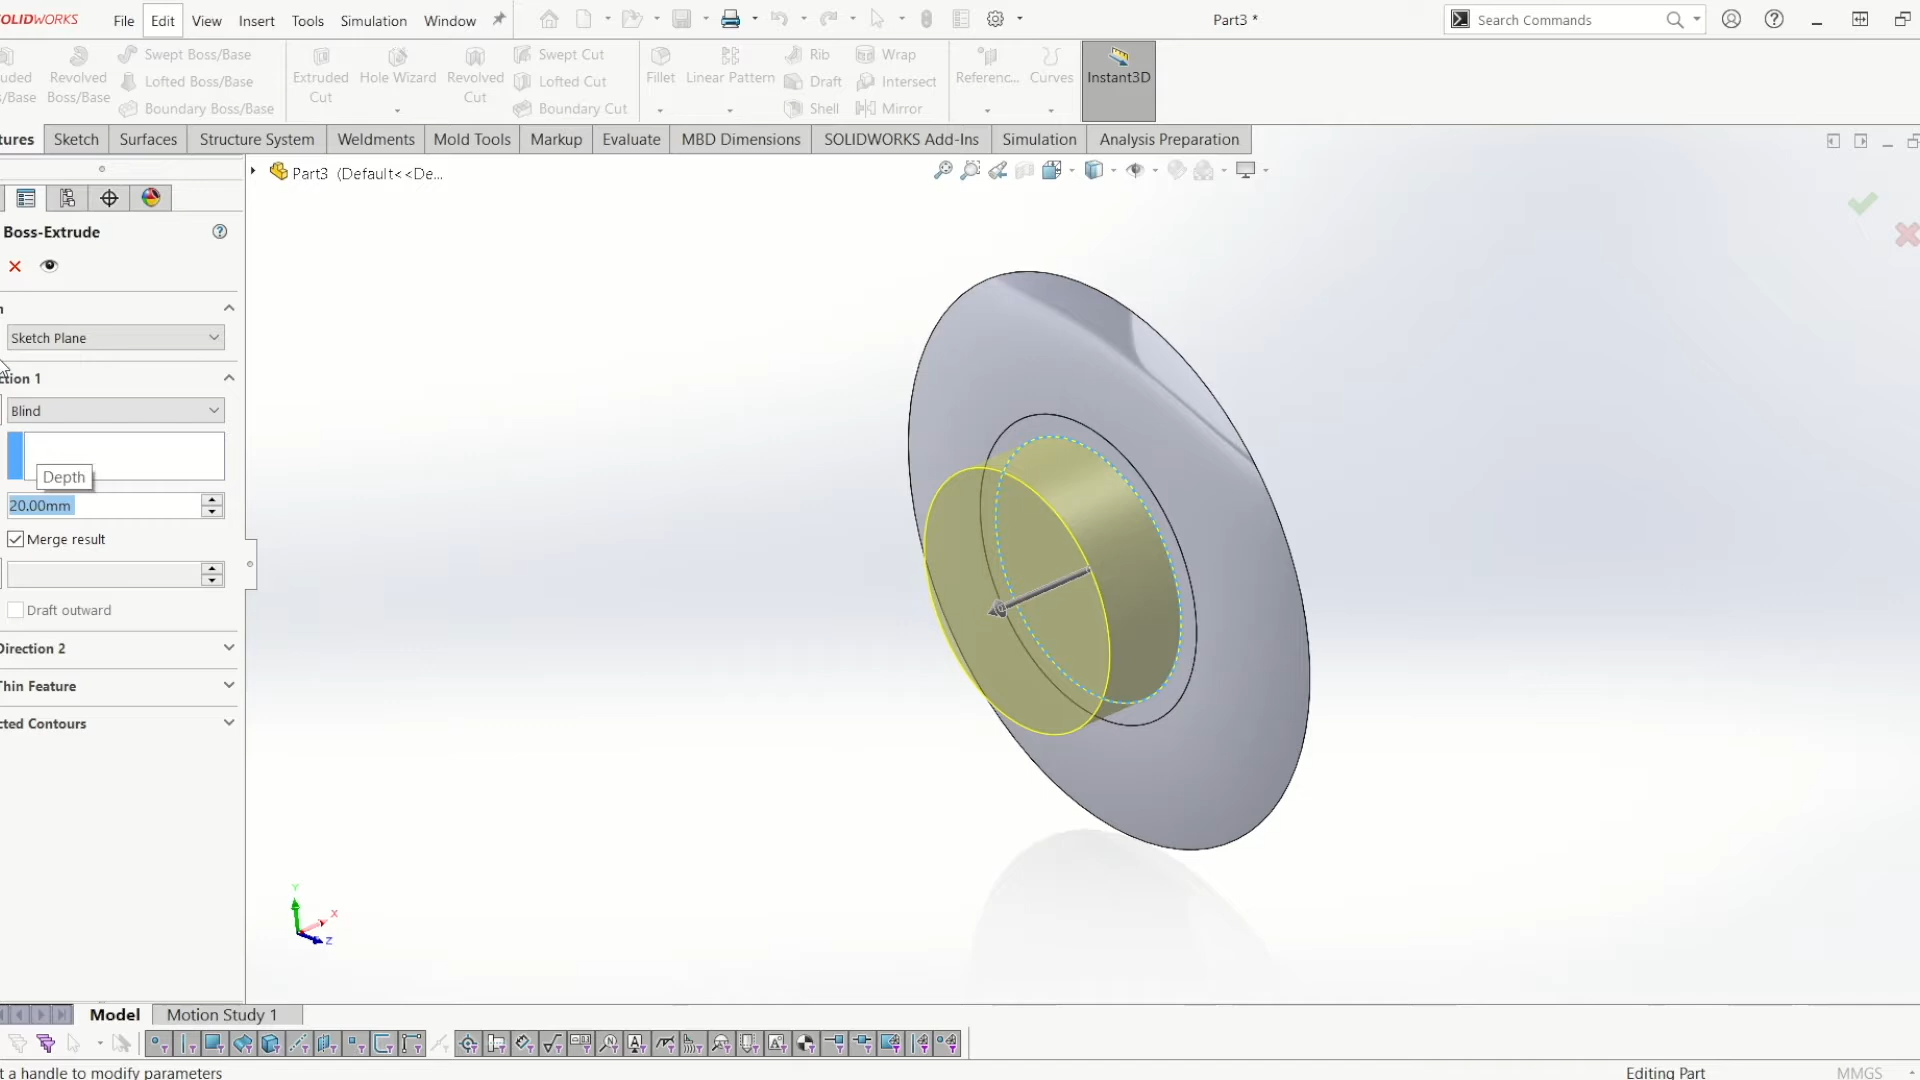 SOLIDWORKS File Edit View Insert Tools Simulation Window Part3 * Search Commands
uded
s/Base
Revolved
Boss/Base
Swept Boss/Base
Lofted Boss/Base
Boundary Boss/Base
Extruded
Cut
Hole Wizard
Revolved
Cut
Swept Cut
Lofted Cut
Boundary Cut
Fillet
Linear Pattern
Rib
Draft
Shell
Wrap
Intersect
Mirror
Referenc...
Curves
Instant3D
tures Sketch Surfaces Structure System Weldments Mold Tools Markup Evaluate MBD Dimensions SOLIDWORKS Add-Ins Simulation Analysis Preparation
Part3 (Default<<De...
Boss-Extrude
Sketch Plane
ction 1
Blind
Depth
20.00mm
Merge result
Draft outward
Direction 2
Thin Feature
cted Contours
Y
X
Z
Model Motion Study 1
t a handle to modify parameters Editing Part MMGS